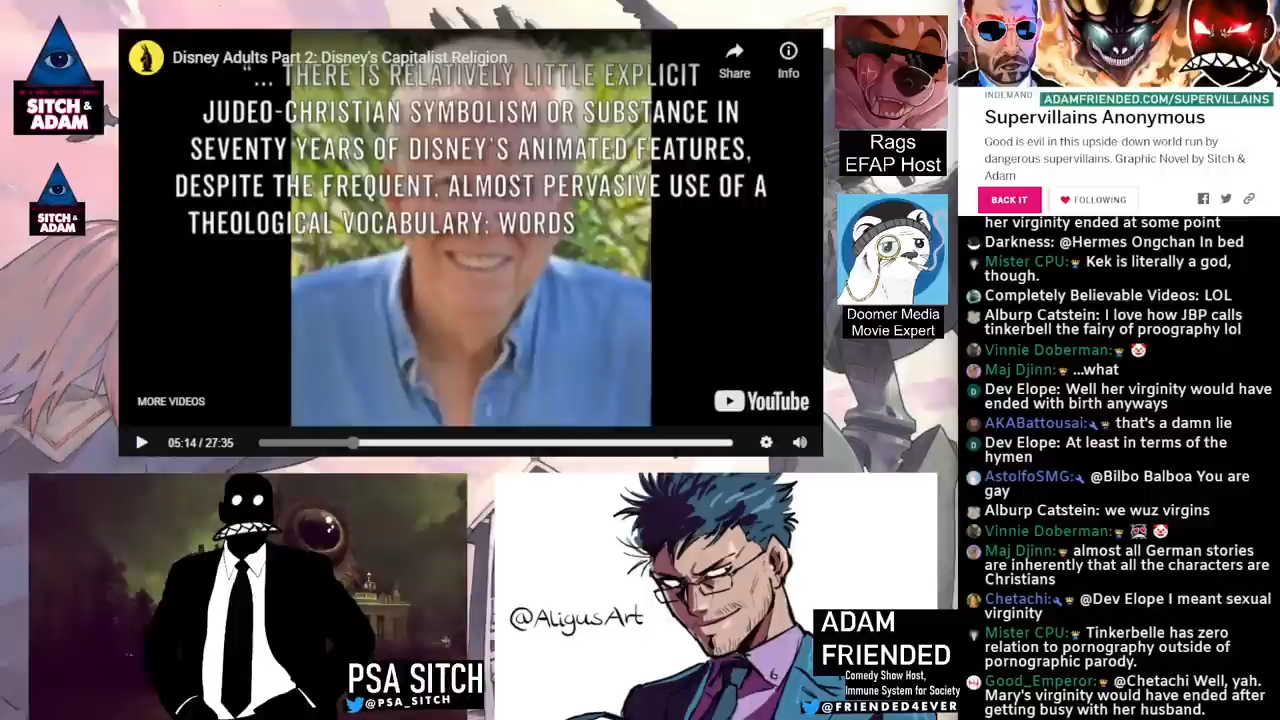 SITCH &
ADAM
SITCH &
ADAM
Disney Adults Part 2: Disney's Capitalist Religion
Share
Info
"... THERE IS RELATIVELY LITTLE EXPLICIT
JUDEO-CHRISTIAN SYMBOLISM OR SUBSTANCE IN
SEVENTY YEARS OF DISNEY'S ANIMATED FEATURES,
DESPITE THE FREQUENT, ALMOST PERVASIVE USE OF A
THEOLOGICAL VOCABULARY: WORDS
MORE VIDEOS
YouTube
05:14 / 27:35
Rags
EFAP Host
Doomer Media
Movie Expert
@AligusArt
PSA SITCH
@PSA_SITCH
ADAM
FRIENDED
Comedy Show Host,
Immune System for Society
@FRIENDED4EVER
INDEMAND
ADAMFRIENDED.COM/SUPERVILLAINS
Supervillains Anonymous
Good is evil in this upside-down world run by
dangerous supervillains. Graphic Novel by Sitch &
Adam
BACK IT
FOLLOWING
her virginity ended at some point
Darkness: @Hermes Ongchan In bed
Mister CPU: Kek is literally a god,
though.
Completely Believable Videos: LOL
Alburp Catstein: I love how JBP calls
tinkerbell the fairy of proography lol
Vinnie Doberman: 🤡
Maj Djinn: ...what
Dev Elope: Well her virginity would have
ended with birth anyways
AKABattousai: that's a damn lie
Dev Elope: At least in terms of the
hymen
AstolfoSMG: @Bilbo Balboa You are
gay
Alburp Catstein: we wuz virgins
Vinnie Doberman: 🤡
Maj Djinn: almost all German stories
are inherently that all the characters are
Christians
Chetachi: @Dev Elope I meant sexual
virginity
Mister CPU: Tinkerbelle has zero
relation to pornography outside of
pornographic parody.
Good_Emperor: @Chetachi Well, yah.
Mary's virginity would have ended after
getting busy with her husband.